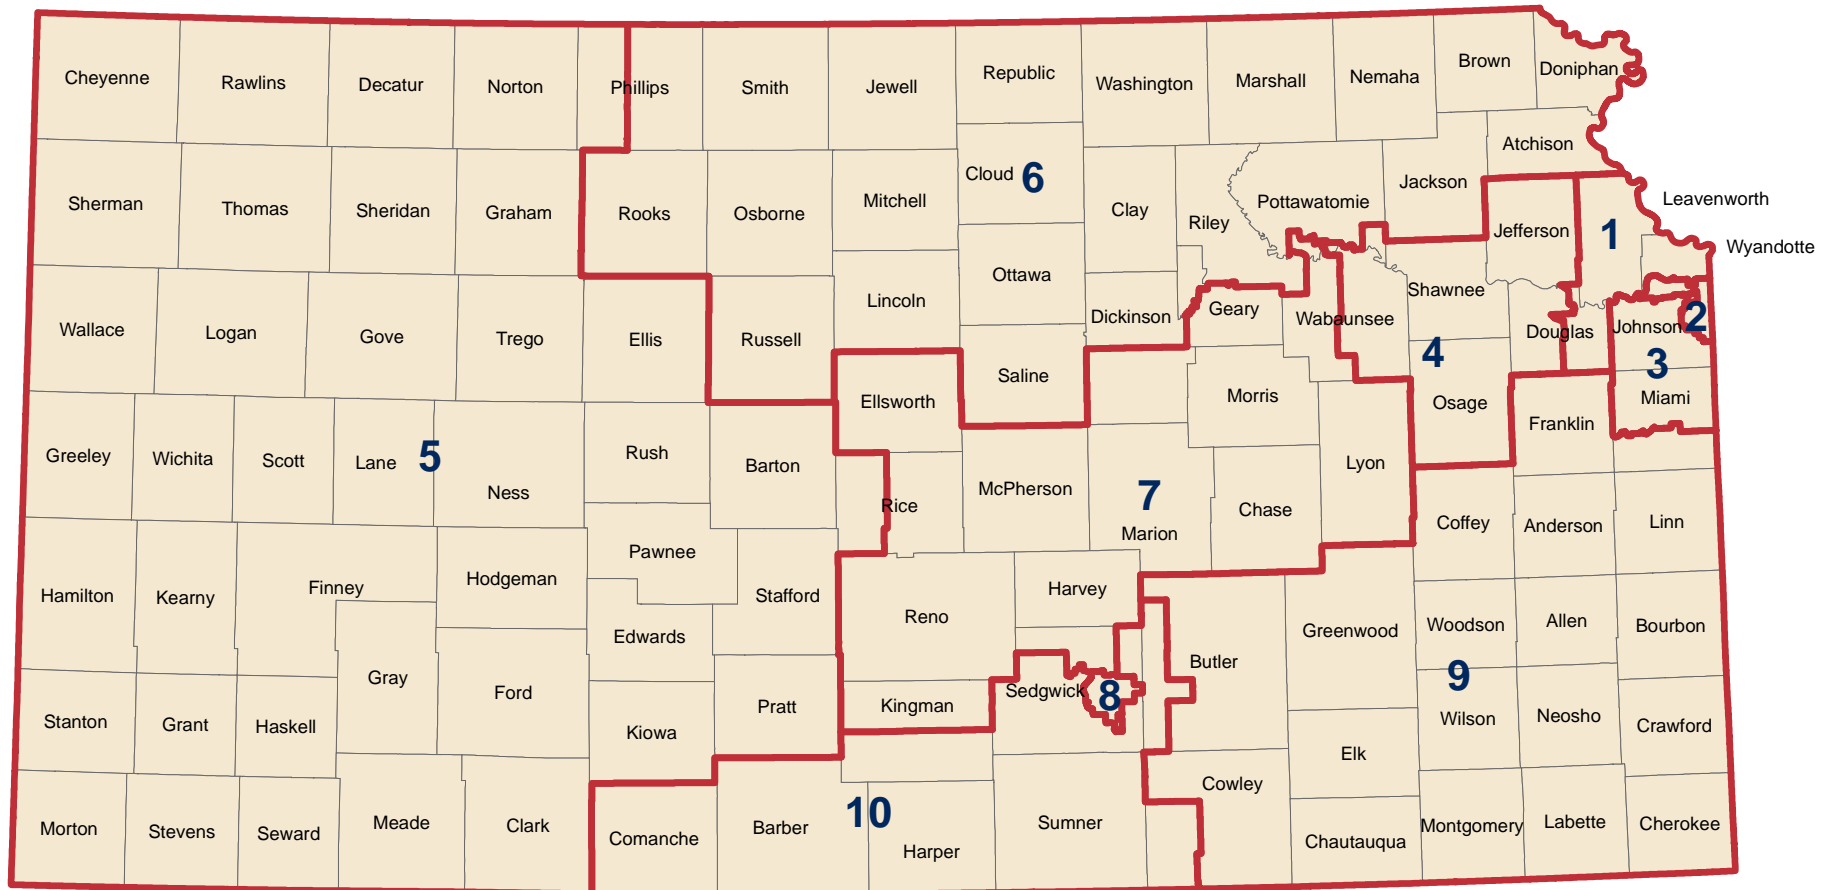 Cheyenne
Rawlins
Decatur
Norton
Phillips
Smith
Jewell
Republic
Washington
Marshall
Nemaha
Brown
Doniphan
Atchison
Sherman
Thomas
Sheridan
Graham
Rooks
Osborne
Mitchell
Cloud
6
Clay
Riley
Pottawatomie
Jackson
Jefferson
1
Leavenworth
Wyandotte
Ottawa
Lincoln
Dickinson
Geary
Wabaunsee
Shawnee
Douglas
Johnson
2
Wallace
Logan
Gove
Trego
Ellis
Russell
Saline
4
3
Ellsworth
Morris
Osage
Miami
Franklin
Greeley
Wichita
Scott
Lane
5
Ness
Rush
Barton
Rice
McPherson
7
Marion
Chase
Lyon
Coffey
Anderson
Linn
Hamilton
Kearny
Finney
Hodgeman
Pawnee
Stafford
Edwards
Reno
Harvey
Butler
Greenwood
Woodson
Allen
Bourbon
Gray
Ford
Kiowa
Pratt
Kingman
Sedgwick
8
9
Stanton
Grant
Haskell
Wilson
Neosho
Crawford
Elk
Cowley
Morton
Stevens
Seward
Meade
Clark
Comanche
Barber
10
Harper
Sumner
Chautauqua
Montgomery
Labette
Cherokee